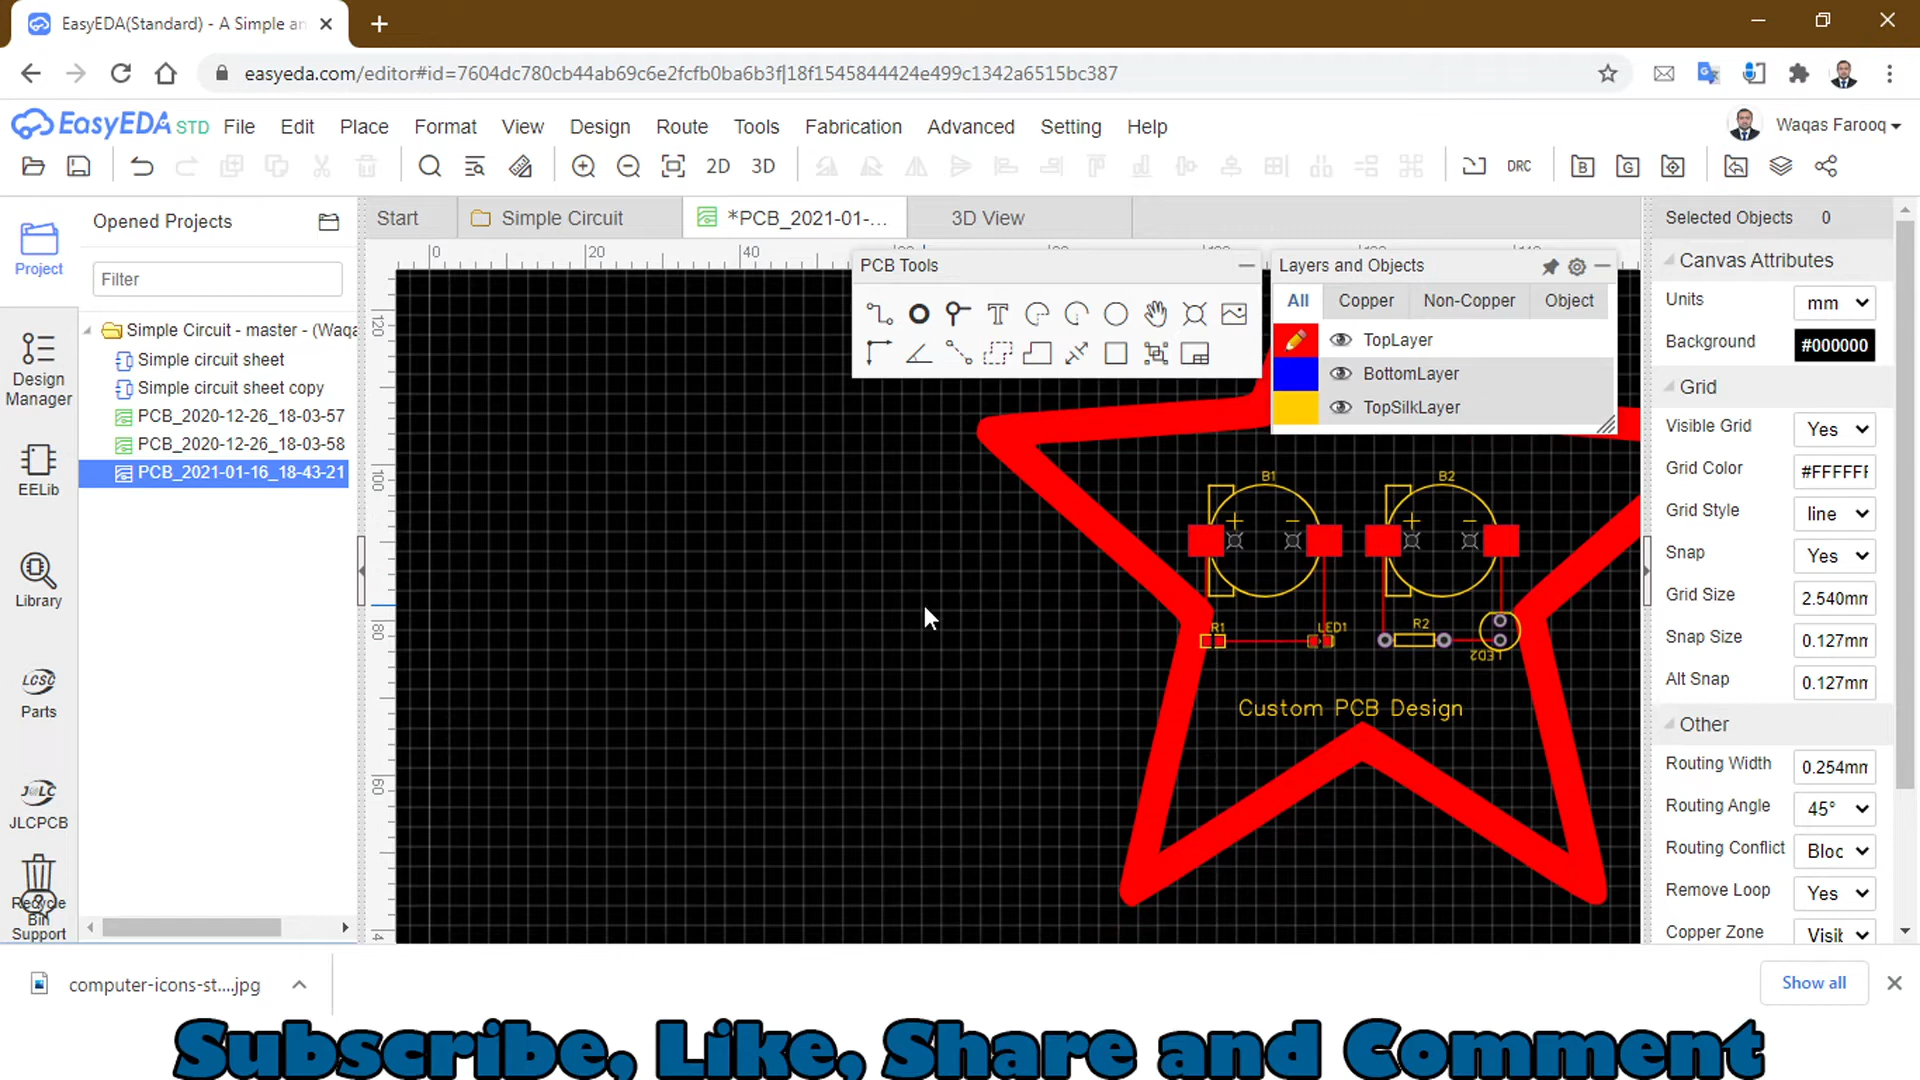 EasyEDA(Standard) - A Simple an
easyeda.com/editor#id=7604dc780cb44ab69c6e2fcfb0ba6b3f|18f1545844424e499c1342a6515bc387
EasyEDA STD File Edit Place Format View Design Route Tools Fabrication Advanced Setting Help Waqas Farooq
2D 3D DRC B G
Opened Projects
Start Simple Circuit *PCB_2021-01-... 3D View
Selected Objects 0
Project
Filter
Simple Circuit - master - (Waqa
Simple circuit sheet
Simple circuit sheet copy
PCB_2020-12-26_18-03-57
PCB_2020-12-26_18-03-58
PCB_2021-01-16_18-43-21
Design
Manager
EELib
Library
LCSC
Parts
JLCPCB
Recycle
Bin
Support
0 20 40
120
100
80
60
PCB Tools
Layers and Objects
All Copper Non-Copper Object
TopLayer
BottomLayer
TopSilkLayer
B1 B2
+ − + −
R1 LED1 R2
LED2
Custom PCB Design
Canvas Attributes
Units mm
Background #000000
Grid
Visible Grid Yes
Grid Color #FFFFFF
Grid Style line
Snap Yes
Grid Size 2.540mm
Snap Size 0.127mm
Alt Snap 0.127mm
Other
Routing Width 0.254mm
Routing Angle 45°
Routing Conflict Bloc
Remove Loop Yes
Copper Zone Visib
computer-icons-st....jpg
Show all
Subscribe, Like, Share and Comment